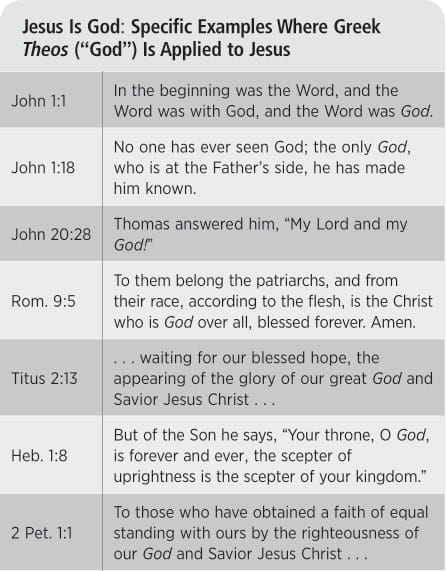 Jesus Is God: Specific Examples Where Greek
Theos (“God”) Is Applied to Jesus
John 1:1
In the beginning was the Word, and the
Word was with God, and the Word was God.
John 1:18
No one has ever seen God; the only God,
who is at the Father’s side, he has made
him known.
John 20:28
Thomas answered him, “My Lord and my
God!”
Rom. 9:5
To them belong the patriarchs, and from
their race, according to the flesh, is the Christ
who is God over all, blessed forever. Amen.
Titus 2:13
. . . waiting for our blessed hope, the
appearing of the glory of our great God and
Savior Jesus Christ . . .
Heb. 1:8
But of the Son he says, “Your throne, O God,
is forever and ever, the scepter of
uprightness is the scepter of your kingdom.”
2 Pet. 1:1
To those who have obtained a faith of equal
standing with ours by the righteousness of
our God and Savior Jesus Christ . . .